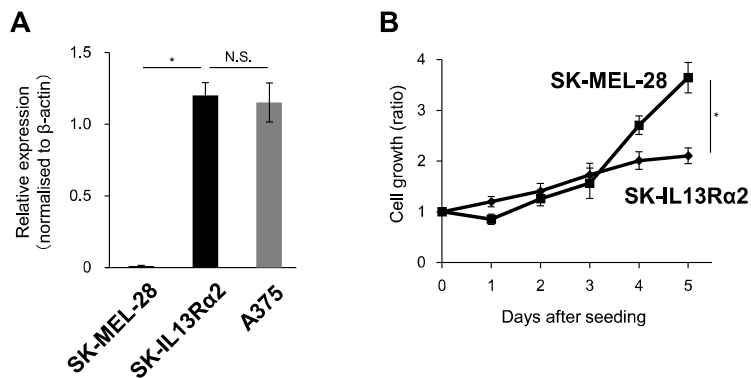 A
Relative expression
(normalised to β-actin)
1.5
1.0
0.5
0
*
N.S.
SK-MEL-28
SK-IL13Rα2
A375
B
Cell growth (ratio)
4
3
2
1
0
SK-MEL-28
*
SK-IL13Rα2
0 1 2 3 4 5
Days after seeding